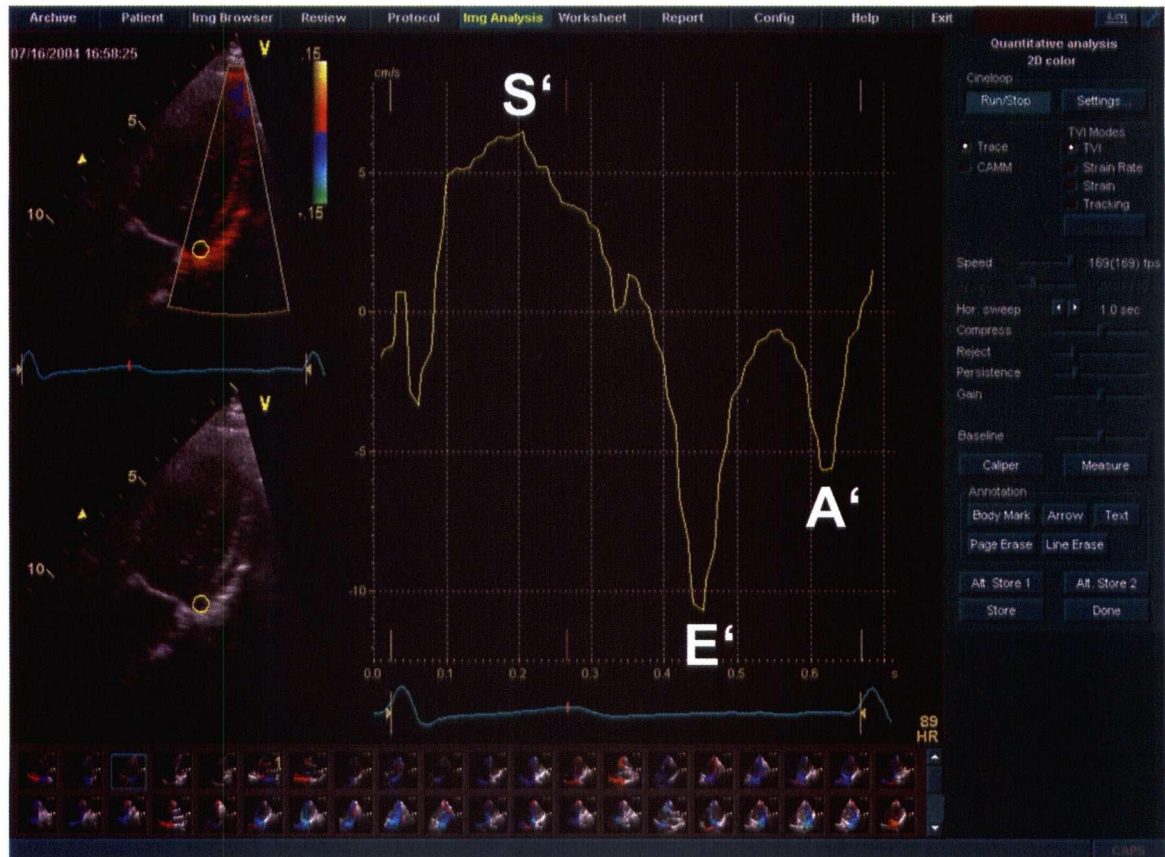 Archive Patient Img Browser Review Protocol Img Analysis Worksheet Report Config Help Exit
07/16/2004 16:58:25
V
.15
-.15
5
10
V
5
10
cm/s
S‘
5
0
-5
A‘
-10
E‘
0.0 0.1 0.2 0.3 0.4 0.5 0.6 s
89
HR
1
Quantitative analysis
2D color
Cineloop
Run/Stop Settings...
TVI Modes
Trace TVI
CAMM Strain Rate
Strain
Tracking
Speed 169(169) fps
Hor. sweep 1.0 sec
Compress
Reject
Persistence
Gain
Baseline
Caliper Measure
Annotation
Body Mark Arrow Text
Page Erase Line Erase
Alt. Store 1 Alt. Store 2
Store Done
CAPS